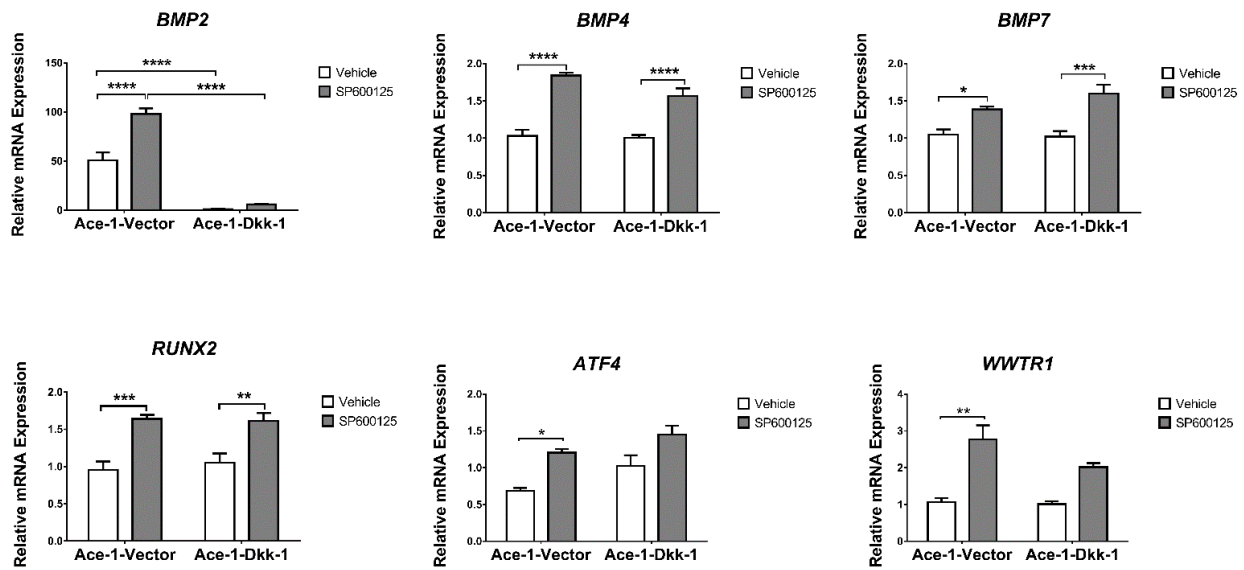 BMP2
Relative mRNA Expression
150
100
50
0
****
****
****
Vehicle
SP600125
Ace-1-Vector
Ace-1-Dkk-1
BMP4
Relative mRNA Expression
2.0
1.5
1.0
0.5
0.0
****
****
Vehicle
SP600125
Ace-1-Vector
Ace-1-Dkk-1
BMP7
Relative mRNA Expression
2.0
1.5
1.0
0.5
0.0
*
***
Vehicle
SP600125
Ace-1-Vector
Ace-1-Dkk-1
RUNX2
Relative mRNA Expression
2.0
1.5
1.0
0.5
0.0
***
**
Vehicle
SP600125
Ace-1-Vector
Ace-1-Dkk-1
ATF4
Relative mRNA Expression
2.0
1.5
1.0
0.5
0.0
*
Vehicle
SP600125
Ace-1-Vector
Ace-1-Dkk-1
WWTR1
Relative mRNA Expression
4
3
2
1
0
**
Vehicle
SP600125
Ace-1-Vector
Ace-1-Dkk-1